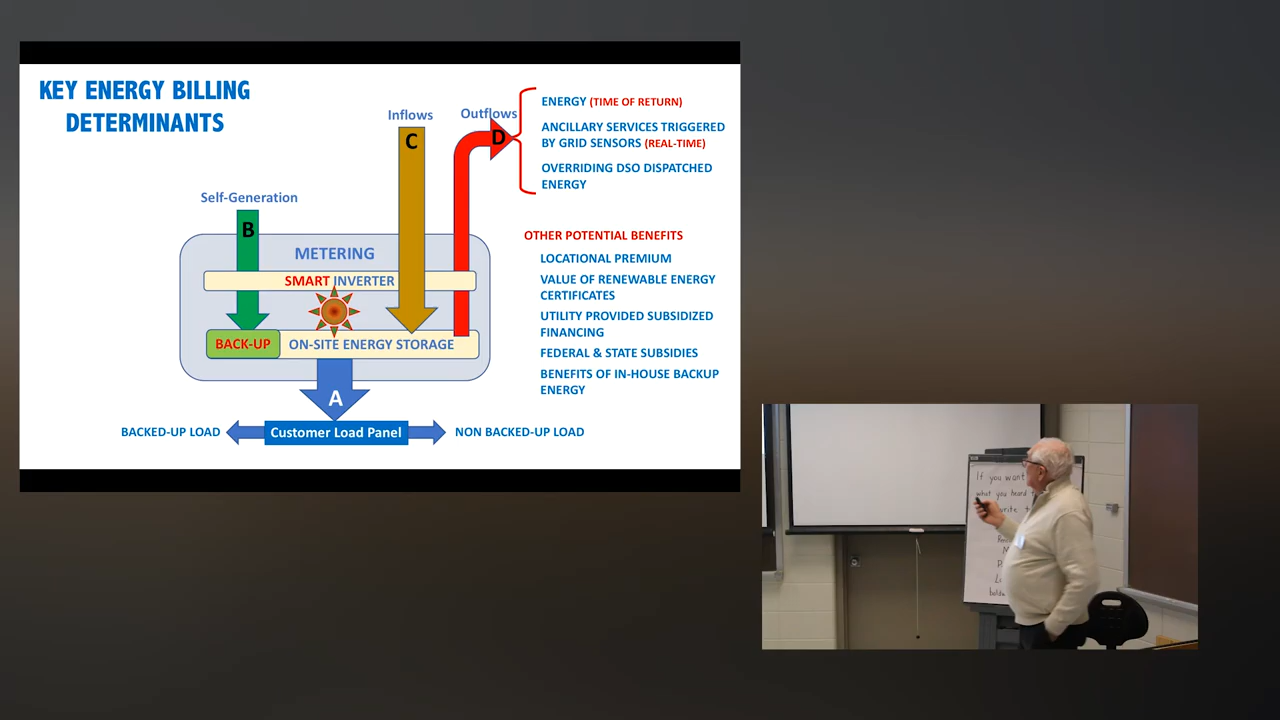 KEY ENERGY BILLING
DETERMINANTS
Inflows
Outflows
C
D
ENERGY (TIME OF RETURN)
ANCILLARY SERVICES TRIGGERED
BY GRID SENSORS (REAL-TIME)
OVERRIDING DSO DISPATCHED
ENERGY
Self-Generation
B
METERING
SMART INVERTER
BACK-UP
ON-SITE ENERGY STORAGE
A
BACKED-UP LOAD
Customer Load Panel
NON BACKED-UP LOAD
OTHER POTENTIAL BENEFITS
LOCATIONAL PREMIUM
VALUE OF RENEWABLE ENERGY
CERTIFICATES
UTILITY PROVIDED SUBSIDIZED
FINANCING
FEDERAL & STATE SUBSIDIES
BENEFITS OF IN-HOUSE BACKUP
ENERGY
If you want
what you heard